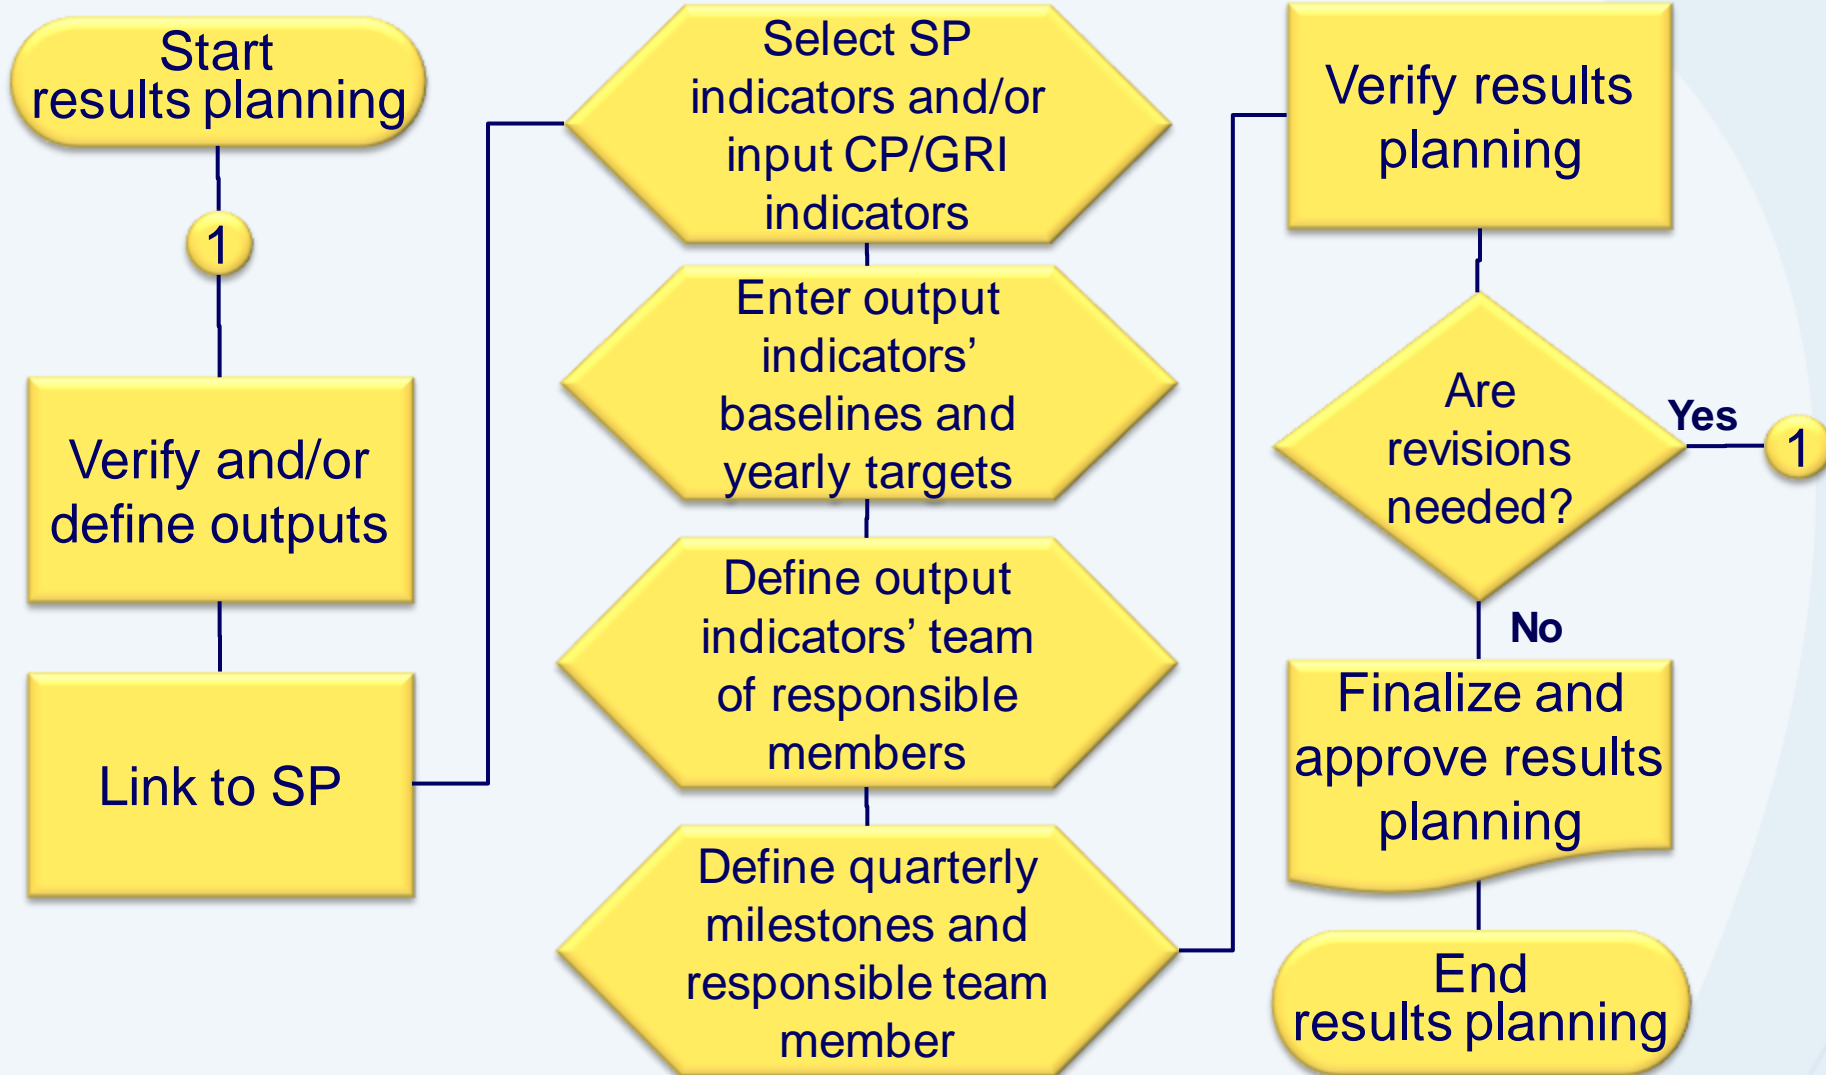 Start
results planning
1
Verify and/or
define outputs
Link to SP
Select SP
indicators and/or
input CP/GRI
indicators
Enter output
indicators’
baselines and
yearly targets
Define output
indicators’ team
of responsible
members
Define quarterly
milestones and
responsible team
member
Verify results
planning
Are
revisions
needed?
Yes
1
No
Finalize and
approve results
planning
End
results planning